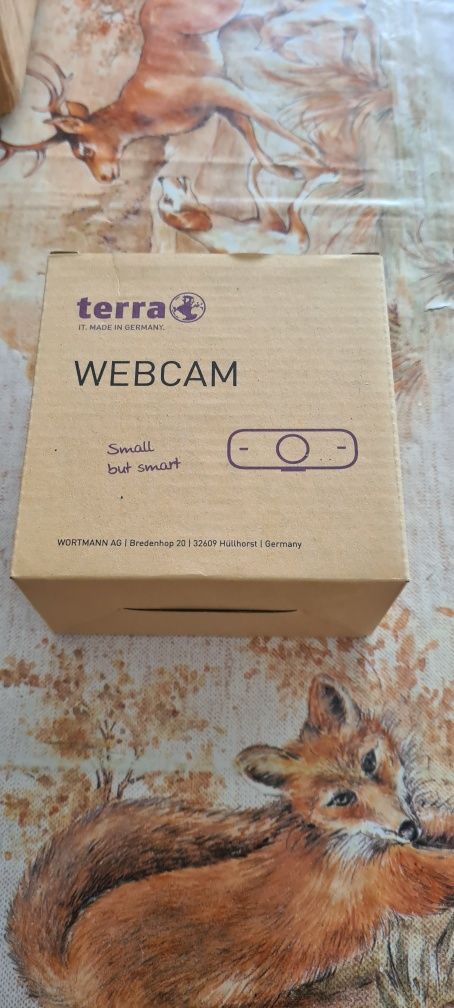 terra
IT. MADE IN GERMANY.
WEBCAM
Small
but smart
WORTMANN AG | Bredenhop 20 | 32609 Hüllhorst | Germany